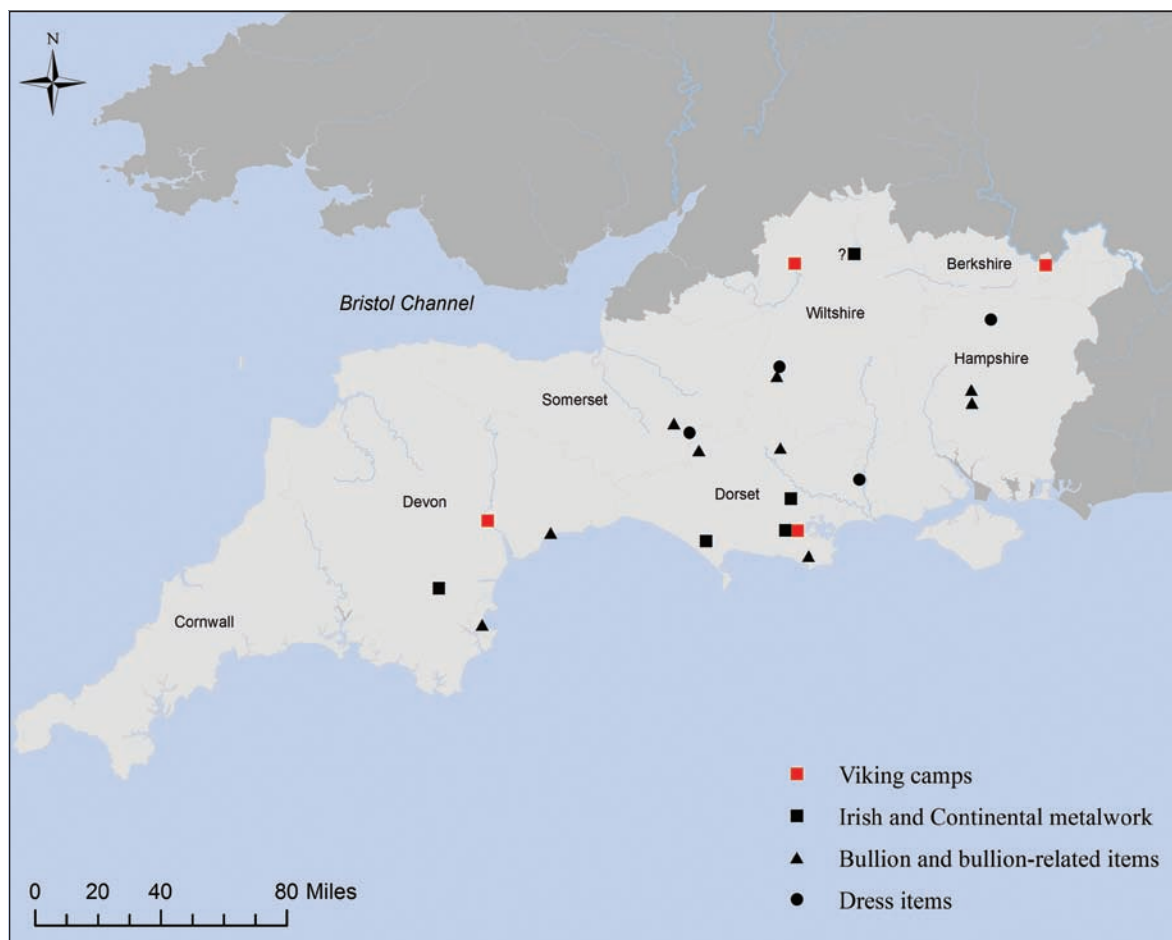 N
Bristol Channel
?
Berkshire
Wiltshire
Hampshire
Somerset
Devon
Dorset
Cornwall
Viking camps
Irish and Continental metalwork
Bullion and bullion-related items
Dress items
0 20 40 80 Miles